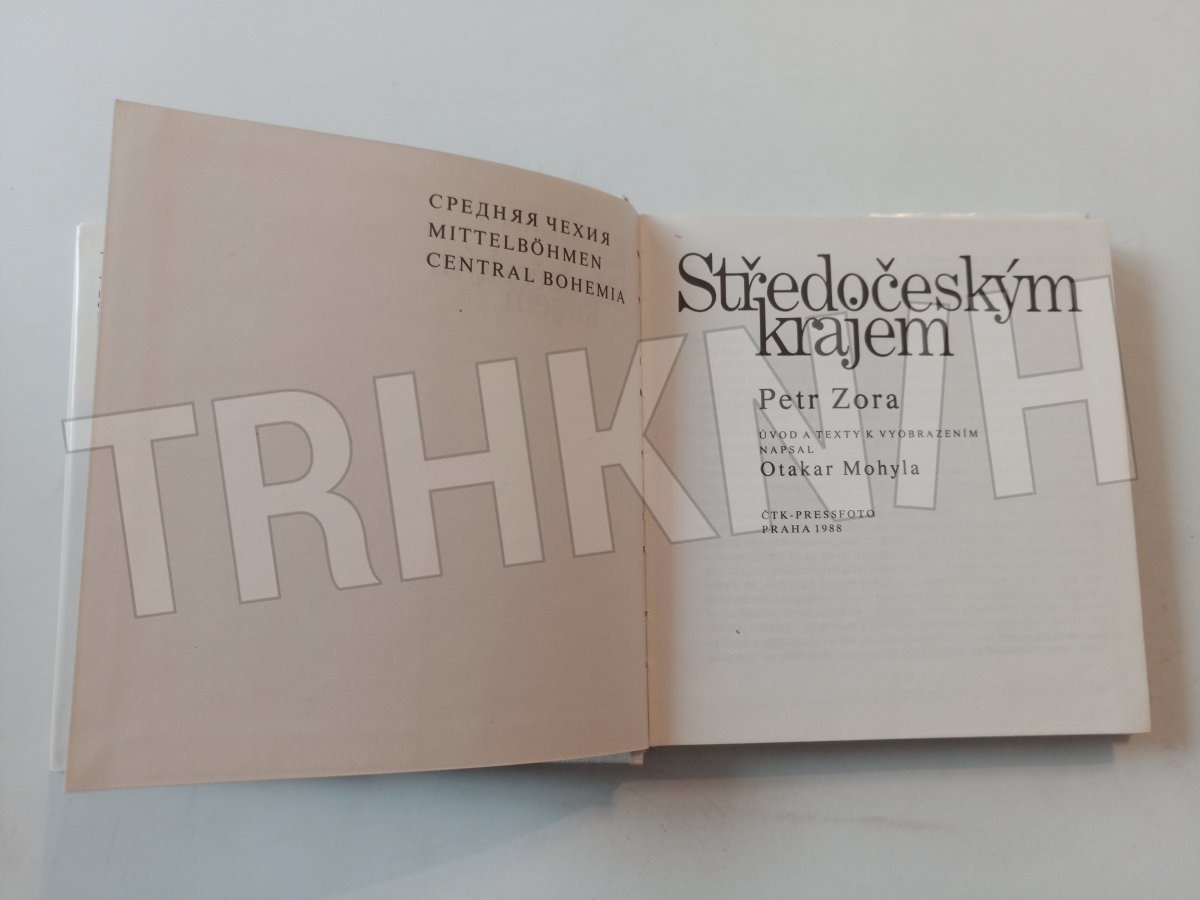 СРЕДНЯЯ ЧЕХИЯ
MITTELBÖHMEN
CENTRAL BOHEMIA
Středočeským
krajem
Petr Zora
ÚVOD A TEXTY K VYOBRAZENÍM
NAPSAL
Otakar Mohyla
ČTK-PRESSFOTO
PRAHA 1988
TRHKNIH